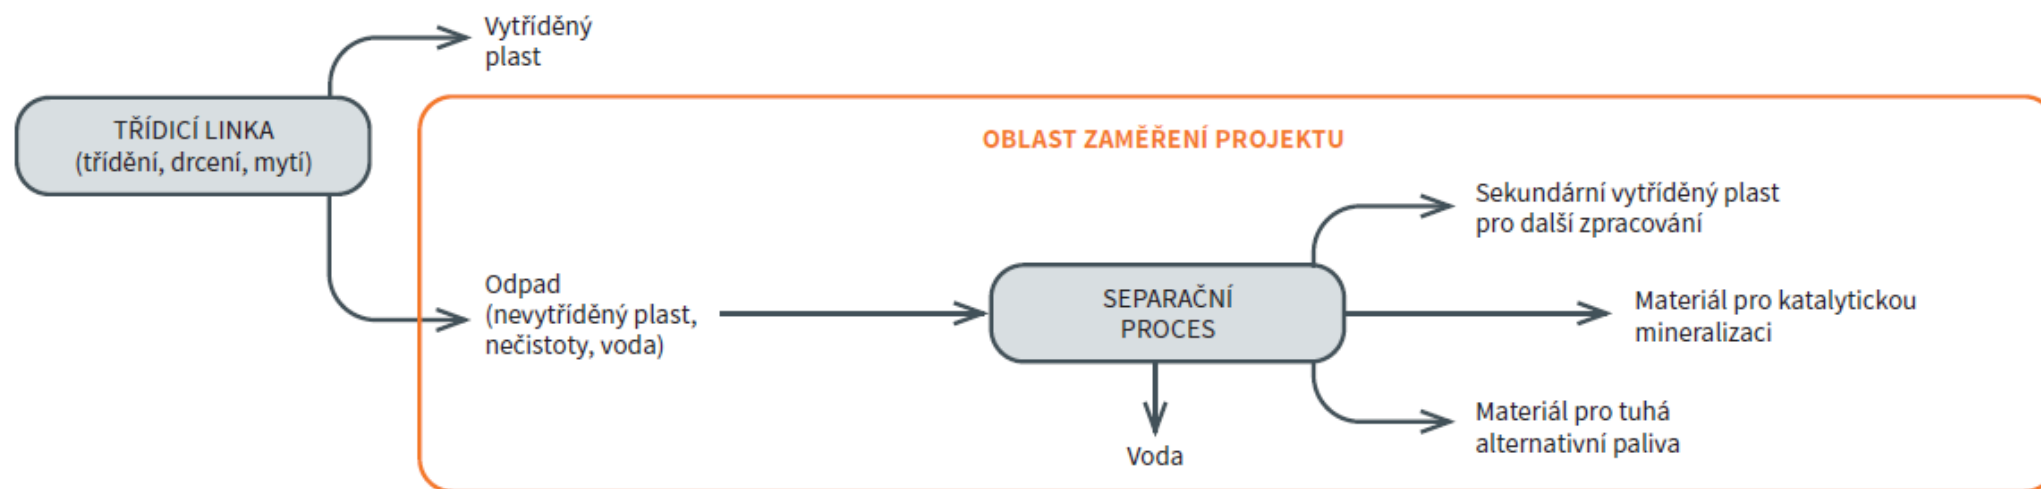 Vytříděný
plast
TŘÍDICÍ LINKA
(třídění, drcení, mytí)
OBLAST ZAMĚŘENÍ PROJEKTU
Sekundární vytříděný plast
pro další zpracování
Odpad
(nevytříděný plast,
nečistoty, voda)
SEPARAČNÍ
PROCES
Materiál pro katalytickou
mineralizaci
Materiál pro tuhá
alternativní paliva
Voda